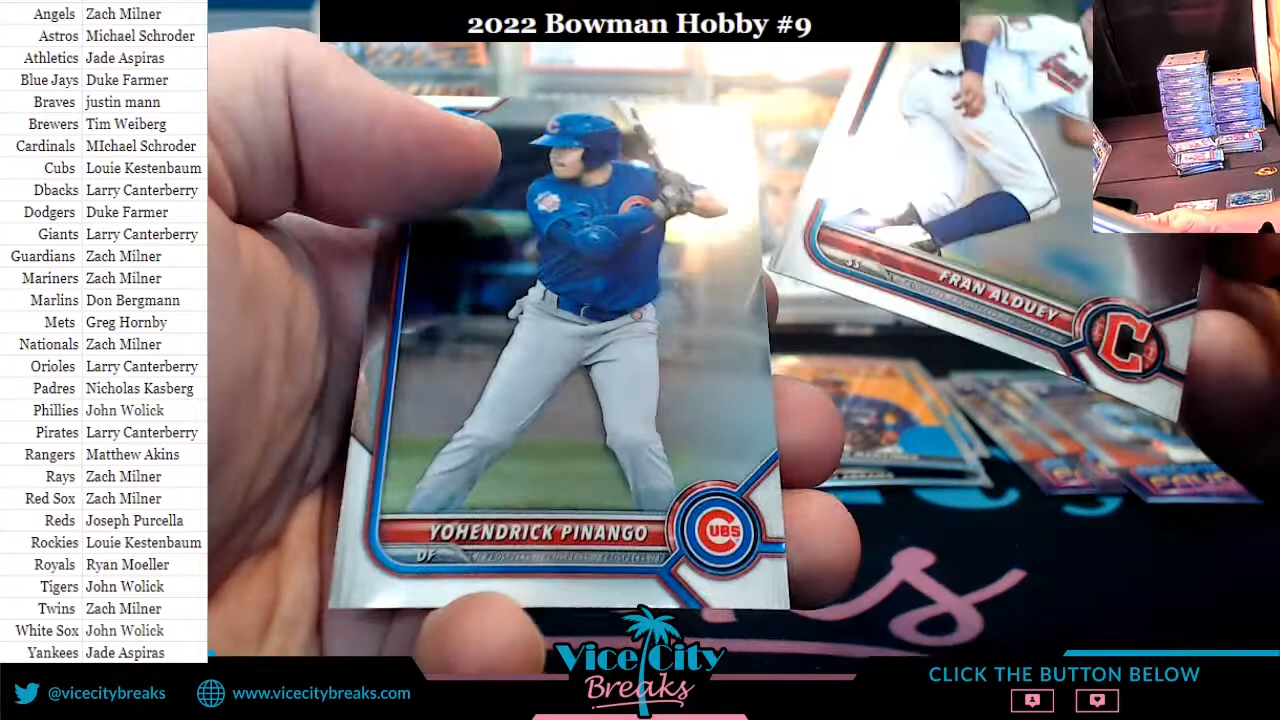 2022 Bowman Hobby #9
Angels Zach Milner
Astros Michael Schroder
Athletics Jade Aspiras
Blue Jays Duke Farmer
Braves justin mann
Brewers Tim Weiberg
Cardinals MIchael Schroder
Cubs Louie Kestenbaum
Dbacks Larry Canterberry
Dodgers Duke Farmer
Giants Larry Canterberry
Guardians Zach Milner
Mariners Zach Milner
Marlins Don Bergmann
Mets Greg Hornby
Nationals Zach Milner
Orioles Larry Canterberry
Padres Nicholas Kasberg
Phillies John Wolick
Pirates Larry Canterberry
Rangers Matthew Akins
Rays Zach Milner
Red Sox Zach Milner
Reds Joseph Purcella
Rockies Louie Kestenbaum
Royals Ryan Moeller
Tigers John Wolick
Twins Zach Milner
White Sox John Wolick
Yankees Jade Aspiras
FRAN ALDUEY
SS
C
YOHENDRICK PINANGO
OF
PROSPECTS PROSPECTS PROSPECTS
CUBS
@vicecitybreaks
www.vicecitybreaks.com
Vice City
Breaks
CLICK THE BUTTON BELOW